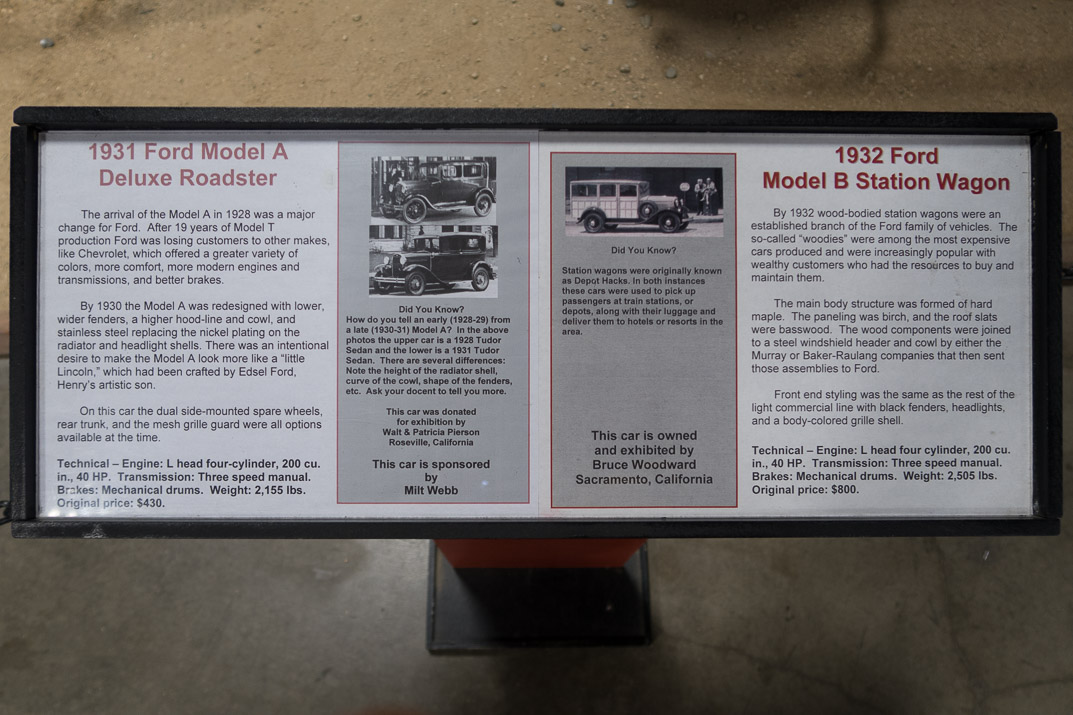 1931 Ford Model A
Deluxe Roadster
The arrival of the Model A in 1928 was a major
change for Ford. After 19 years of Model T
production Ford was losing customers to other makes,
like Chevrolet, which offered a greater variety of
colors, more comfort, more modern engines and
transmissions, and better brakes.
By 1930 the Model A was redesigned with lower,
wider fenders, a higher hood-line and cowl, and
stainless steel replacing the nickel plating on the
radiator and headlight shells. There was an intentional
desire to make the Model A look more like a “little
Lincoln,” which had been crafted by Edsel Ford,
Henry’s artistic son.
On this car the dual side-mounted spare wheels,
rear trunk, and the mesh grille guard were all options
available at the time.
Technical – Engine: L head four-cylinder, 200 cu.
in., 40 HP. Transmission: Three speed manual.
Brakes: Mechanical drums. Weight: 2,155 lbs.
Original price: $430.
Did You Know?
How do you tell an early (1928-29) from
a late (1930-31) Model A? In the above
photos the upper car is a 1928 Tudor
Sedan and the lower is a 1931 Tudor
Sedan. There are several differences:
Note the height of the radiator shell,
curve of the cowl, shape of the fenders,
etc. Ask your docent to tell you more.
This car was donated
for exhibition by
Walt & Patricia Pierson
Roseville, California
This car is sponsored
by
Milt Webb
Did You Know?
Station wagons were originally known
as Depot Hacks. In both instances
these cars were used to pick up
passengers at train stations, or
depots, along with their luggage and
deliver them to hotels or resorts in the
area.
This car is owned
and exhibited by
Bruce Woodward
Sacramento, California
1932 Ford
Model B Station Wagon
By 1932 wood-bodied station wagons were an
established branch of the Ford family of vehicles. The
so-called “woodies” were among the most expensive
cars produced and were increasingly popular with
wealthy customers who had the resources to buy and
maintain them.
The main body structure was formed of hard
maple. The paneling was birch, and the roof slats
were basswood. The wood components were joined
to a steel windshield header and cowl by either the
Murray or Baker-Raulang companies that then sent
those assemblies to Ford.
Front end styling was the same as the rest of the
light commercial line with black fenders, headlights,
and a body-colored grille shell.
Technical – Engine: L head four-cylinder, 200 cu.
in., 40 HP. Transmission: Three speed manual.
Brakes: Mechanical drums. Weight: 2,505 lbs.
Original price: $800.